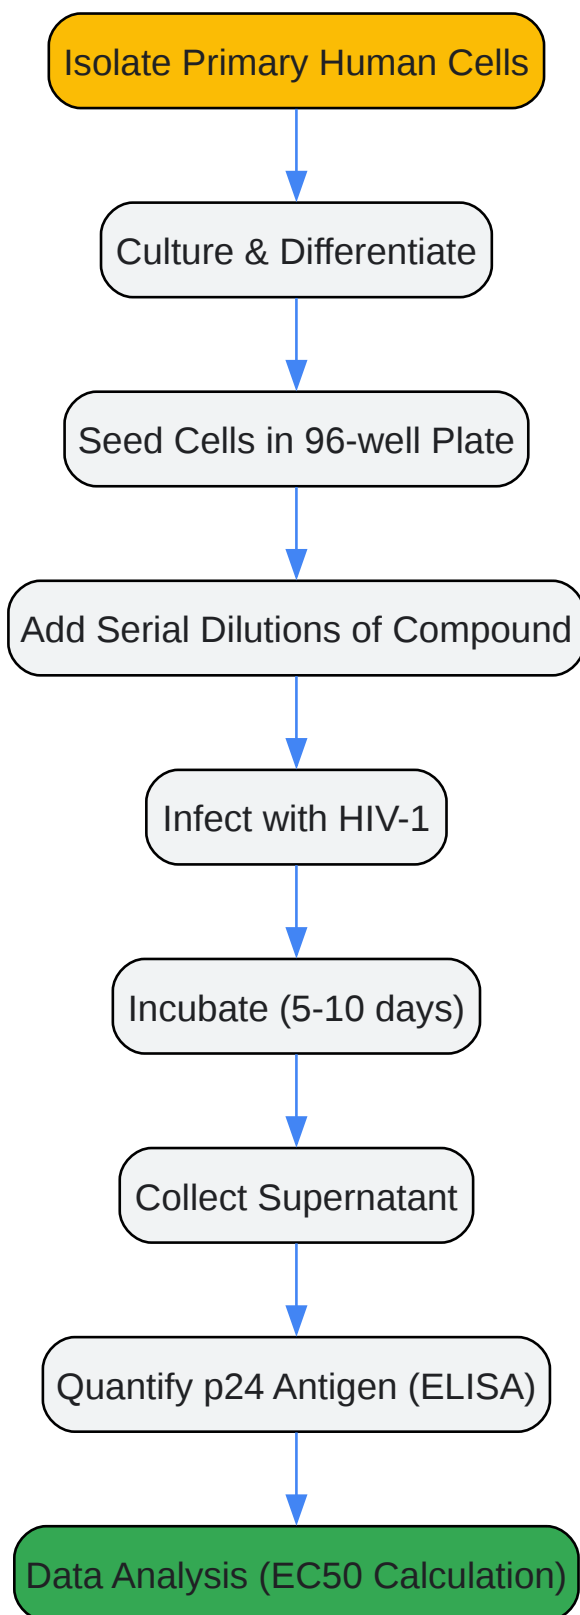 Isolate Primary Human Cells
Culture & Differentiate
Seed Cells in 96-well Plate
Add Serial Dilutions of Compound
Infect with HIV-1
Incubate (5-10 days)
Collect Supernatant
Quantify p24 Antigen (ELISA)
Data Analysis (EC50 Calculation)